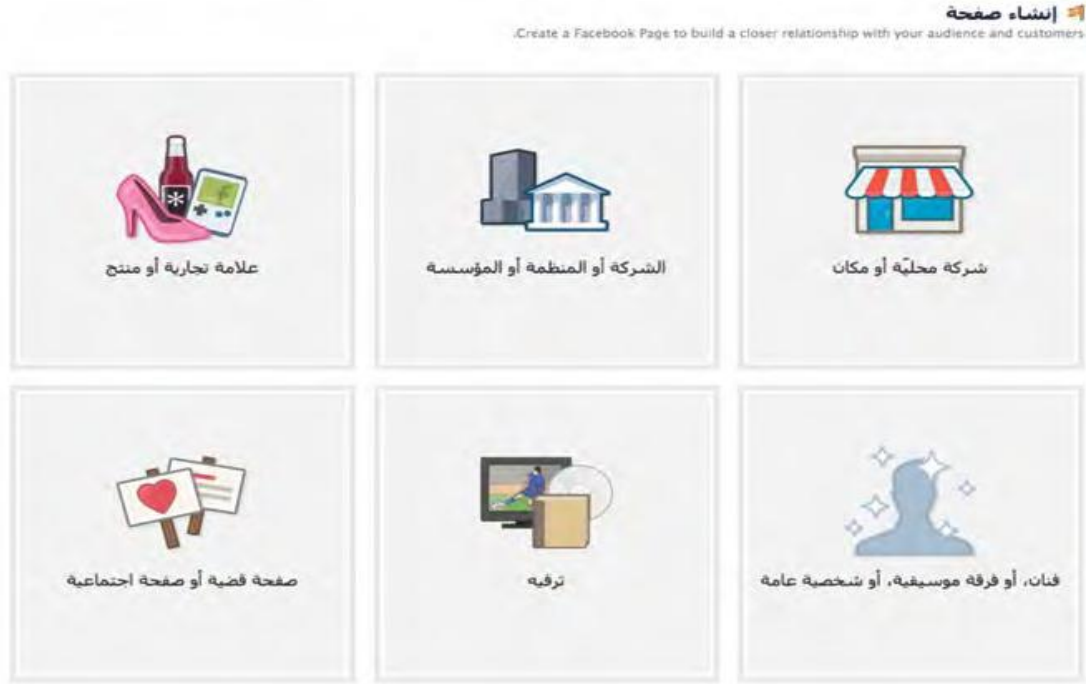 إنشاء صفحة
Create a Facebook Page to build a closer relationship with your audience and customers.
شركة محليّة أو مكان
الشركة أو المنظمة أو المؤسسة
علامة تجارية أو منتج
فنان، أو فرقة موسيقية، أو شخصية عامة
ترفيه
صفحة قضية أو صفحة اجتماعية